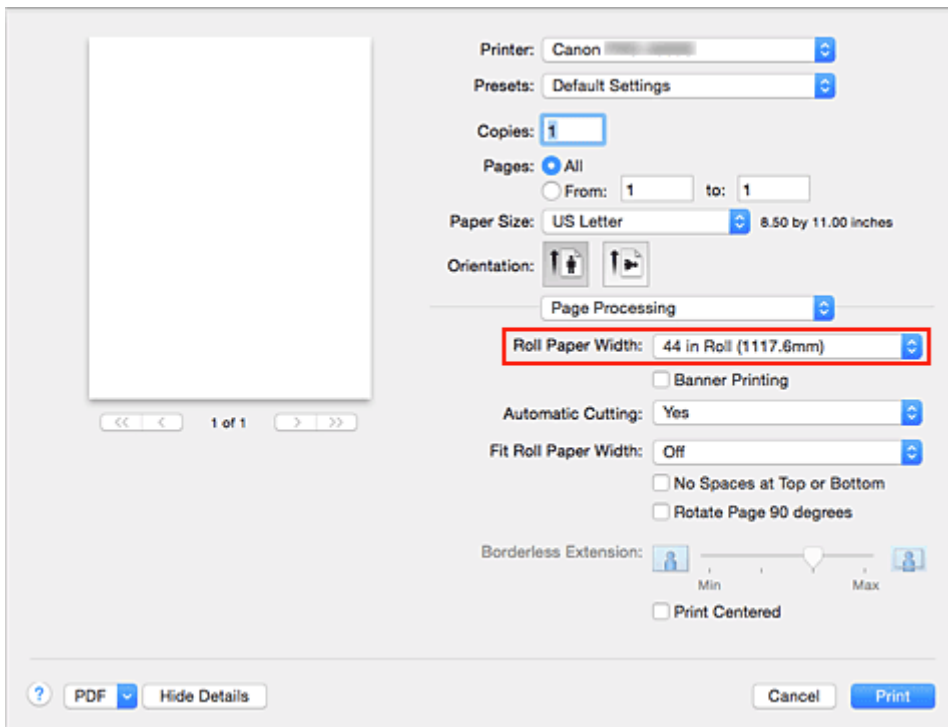 Printer: Canon
Presets: Default Settings
Copies: 1
Pages: All
From: 1 to: 1
Paper Size: US Letter 8.50 by 11.00 inches
Orientation:
Page Processing
Roll Paper Width: 44 in Roll (1117.6mm)
Banner Printing
1 of 1
Automatic Cutting: Yes
Fit Roll Paper Width: Off
No Spaces at Top or Bottom
Rotate Page 90 degrees
Borderless Extension:
Min Max
Print Centered
? PDF Hide Details Cancel Print